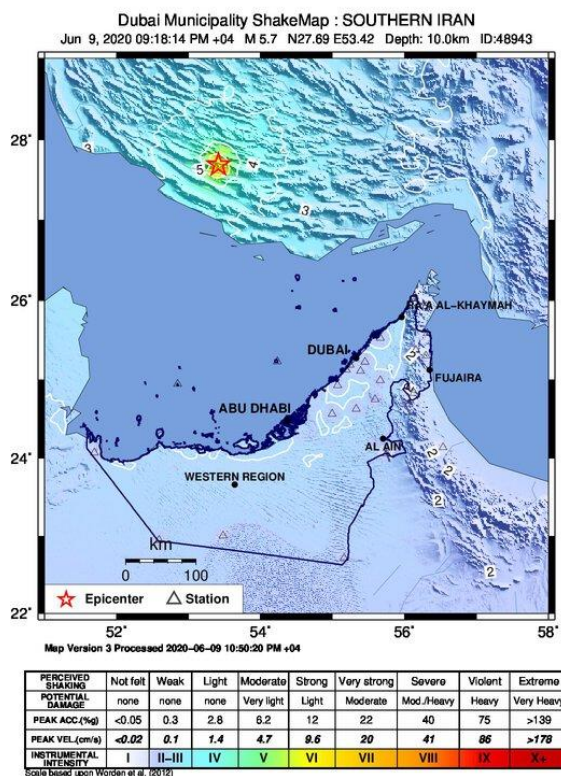 Dubai Municipality ShakeMap : SOUTHERN IRAN
Jun 9, 2020 09:18:14 PM +04 M 5.7 N27.69 E53.42 Depth: 10.0km ID:48943
28°
26°
24°
22°
3
5
4
3
RA'A AL-KHAYMAH
DUBAI
2
FUJAIRA
ABU DHABI
AL AIN
2
2
WESTERN REGION
2
2
km
0 100
Epicenter Station
52° 54° 56° 58°
Map Version 3 Processed 2020-06-09 10:50:20 PM +04
PERCEIVED SHAKING Not felt Weak Light Moderate Strong Very strong Severe Violent Extreme
POTENTIAL DAMAGE none none none Very light Light Moderate Mod./Heavy Heavy Very Heavy
PEAK ACC.(%g) <0.05 0.3 2.8 6.2 12 22 40 75 >139
PEAK VEL.(cm/s) <0.02 0.1 1.4 4.7 9.6 20 41 86 >178
INSTRUMENTAL INTENSITY I II-III IV V VI VII VIII IX X+
Scale based upon Worden et al. (2012)